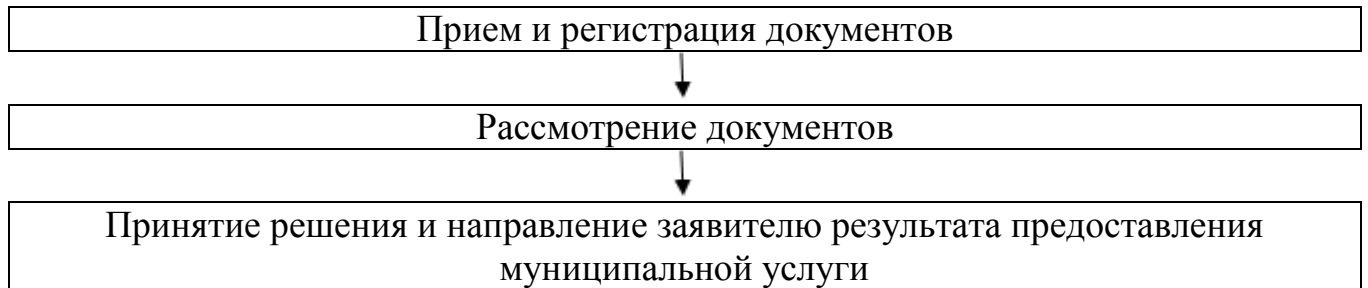 Прием и регистрация документов
Рассмотрение документов
Принятие решения и направление заявителю результата предоставления
муниципальной услуги